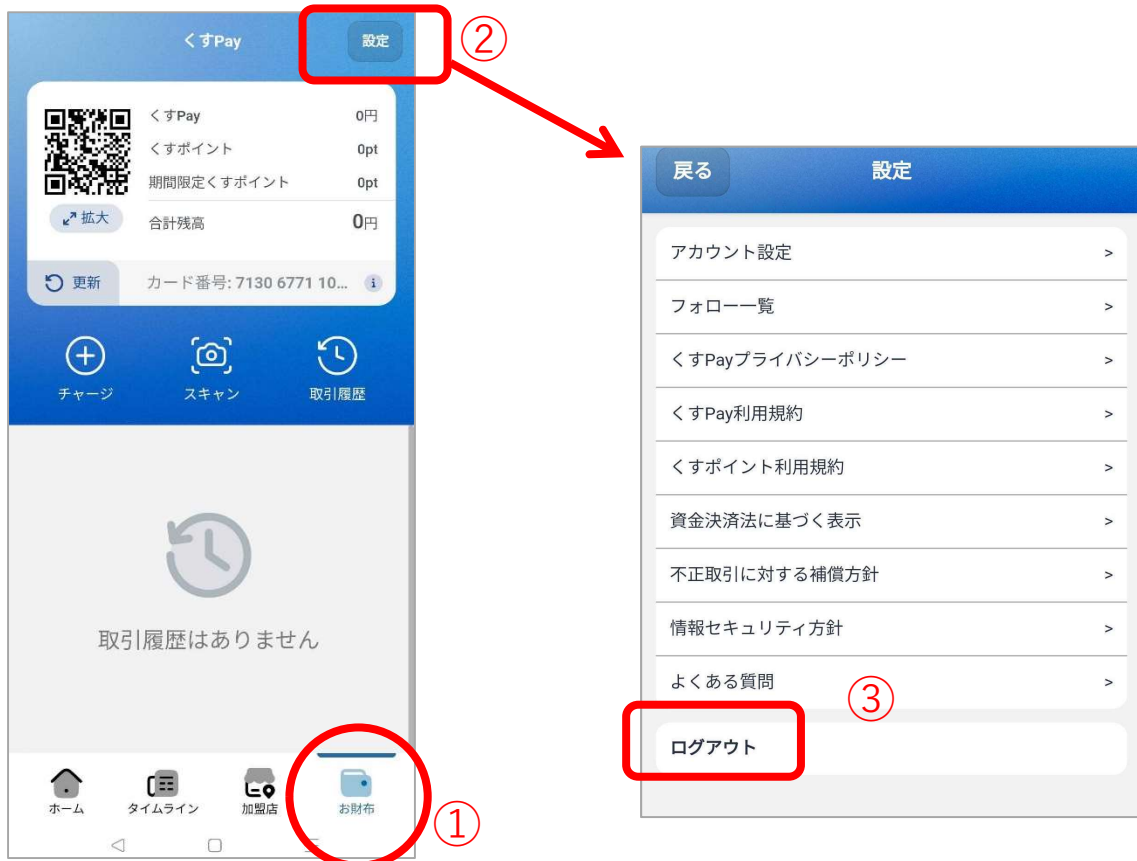 くすPay
設定
②
くすPay 0円
くすポイント 0pt
期間限定くすポイント 0pt
拡大
合計残高 0円
更新 カード番号: 7130 6771 10... i
チャージ スキャン 取引履歴
取引履歴はありません
ホーム タイムライン 加盟店 お財布
①
戻る 設定
アカウント設定 >
フォロー一覧 >
くすPayプライバシーポリシー >
くすPay利用規約 >
くすポイント利用規約 >
資金決済法に基づく表示 >
不正取引に対する補償方針 >
情報セキュリティ方針 >
よくある質問 >
③
ログアウト